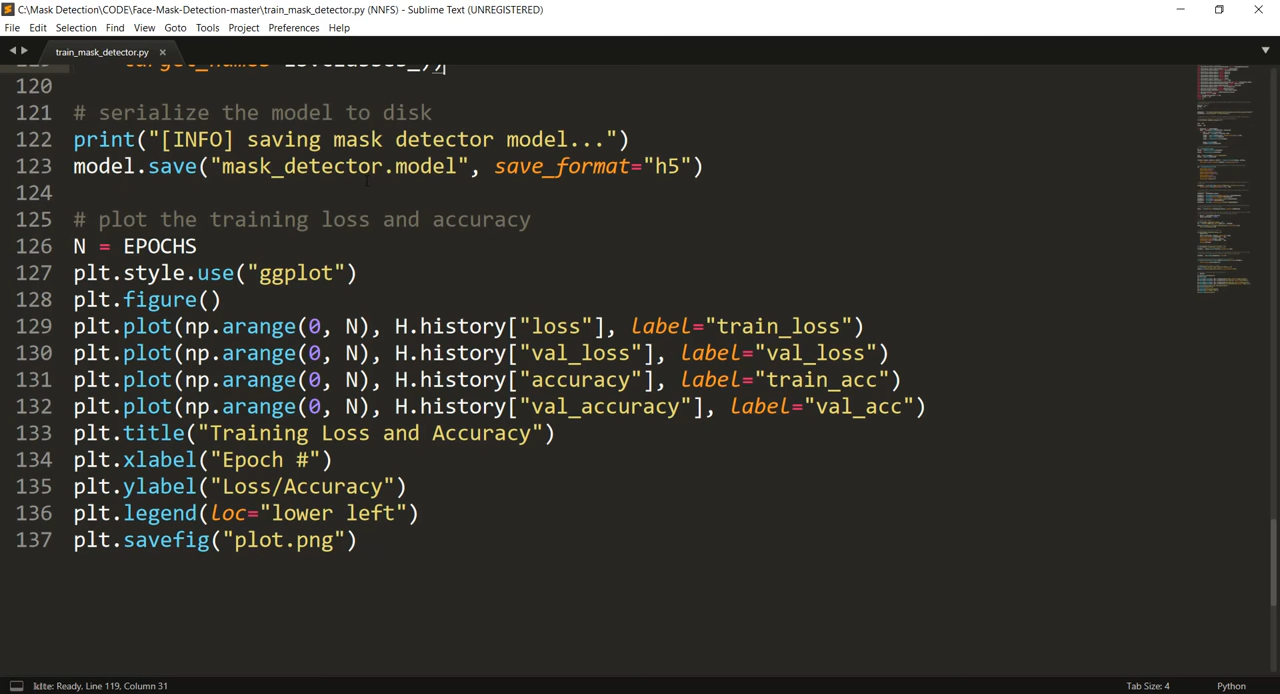 C:\Mask Detection\CODE\Face-Mask-Detection-master\train_mask_detector.py (NNFS) - Sublime Text (UNREGISTERED)
File Edit Selection Find View Goto Tools Project Preferences Help
train_mask_detector.py
120
121 # serialize the model to disk
122 print("[INFO] saving mask detector model...")
123 model.save("mask_detector.model", save_format="h5")
124
125 # plot the training loss and accuracy
126 N = EPOCHS
127 plt.style.use("ggplot")
128 plt.figure()
129 plt.plot(np.arange(0, N), H.history["loss"], label="train_loss")
130 plt.plot(np.arange(0, N), H.history["val_loss"], label="val_loss")
131 plt.plot(np.arange(0, N), H.history["accuracy"], label="train_acc")
132 plt.plot(np.arange(0, N), H.history["val_accuracy"], label="val_acc")
133 plt.title("Training Loss and Accuracy")
134 plt.xlabel("Epoch #")
135 plt.ylabel("Loss/Accuracy")
136 plt.legend(loc="lower left")
137 plt.savefig("plot.png")
kite: Ready, Line 119, Column 31 Tab Size: 4 Python